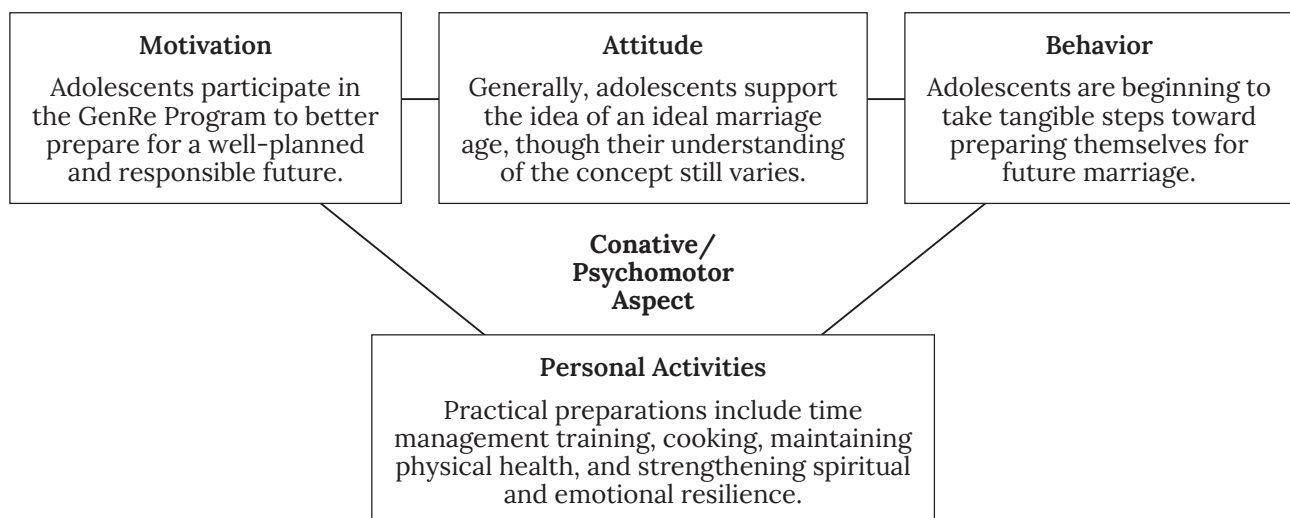 Motivation
Adolescents participate in
the GenRe Program to better
prepare for a well-planned
and responsible future.
Attitude
Generally, adolescents support
the idea of an ideal marriage
age, though their understanding
of the concept still varies.
Behavior
Adolescents are beginning to
take tangible steps toward
preparing themselves for
future marriage.
Conative/
Psychomotor
Aspect
Personal Activities
Practical preparations include time
management training, cooking, maintaining
physical health, and strengthening spiritual
and emotional resilience.